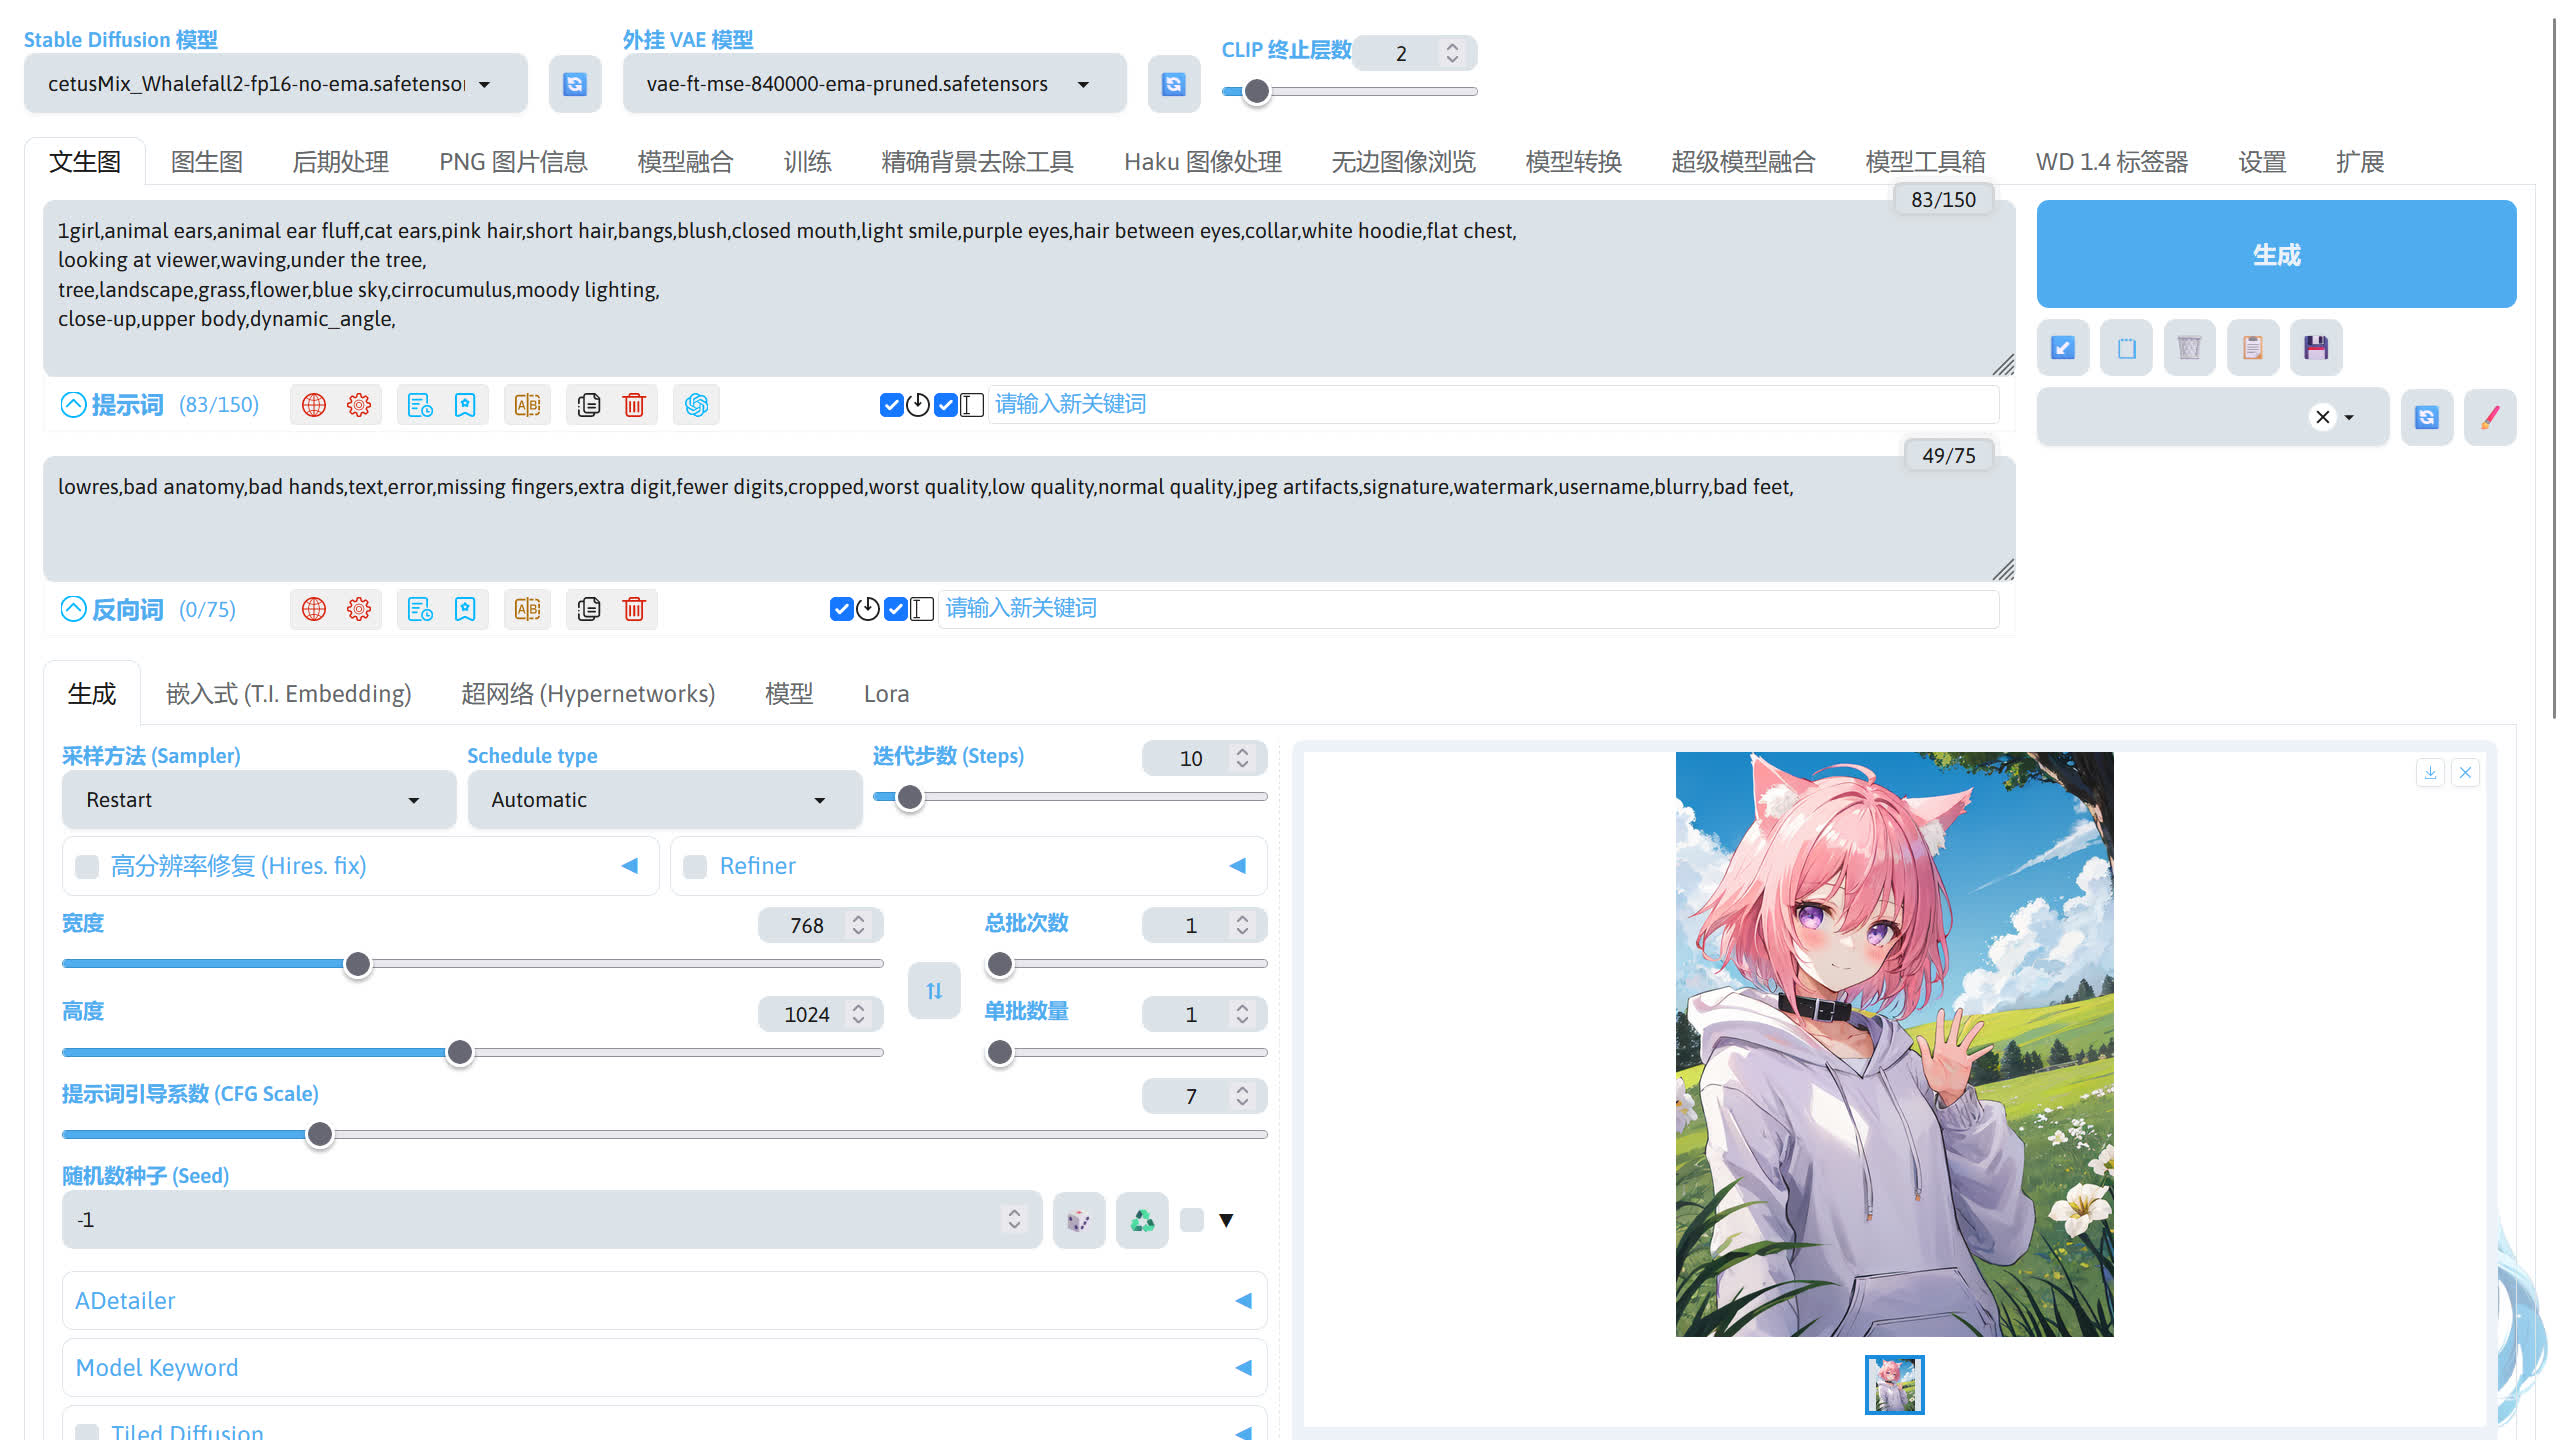 Stable Diffusion 模型
外挂 VAE 模型
CLIP 终止层数
2
cetusMix_Whalefall2-fp16-no-ema.safetensor
vae-ft-mse-840000-ema-pruned.safetensors
文生图 图生图 后期处理 PNG 图片信息 模型融合 训练 精确背景去除工具 Haku 图像处理 无边图像浏览 模型转换 超级模型融合 模型工具箱 WD 1.4 标签器 设置 扩展
83/150
1girl,animal ears,animal ear fluff,cat ears,pink hair,short hair,bangs,blush,closed mouth,light smile,purple eyes,hair between eyes,collar,white hoodie,flat chest,
looking at viewer,waving,under the tree,
tree,landscape,grass,flower,blue sky,cirrocumulus,moody lighting,
close-up,upper body,dynamic_angle,
生成
提示词 (83/150)
请输入新关键词
49/75
lowres,bad anatomy,bad hands,text,error,missing fingers,extra digit,fewer digits,cropped,worst quality,low quality,normal quality,jpeg artifacts,signature,watermark,username,blurry,bad feet,
反向词 (0/75)
请输入新关键词
生成 嵌入式 (T.I. Embedding) 超网络 (Hypernetworks) 模型 Lora
采样方法 (Sampler)
Schedule type
迭代步数 (Steps)
10
Restart
Automatic
高分辨率修复 (Hires. fix)
Refiner
宽度
768
总批次数
1
高度
1024
单批数量
1
提示词引导系数 (CFG Scale)
7
随机数种子 (Seed)
-1
ADetailer
Model Keyword
Tiled Diffusion